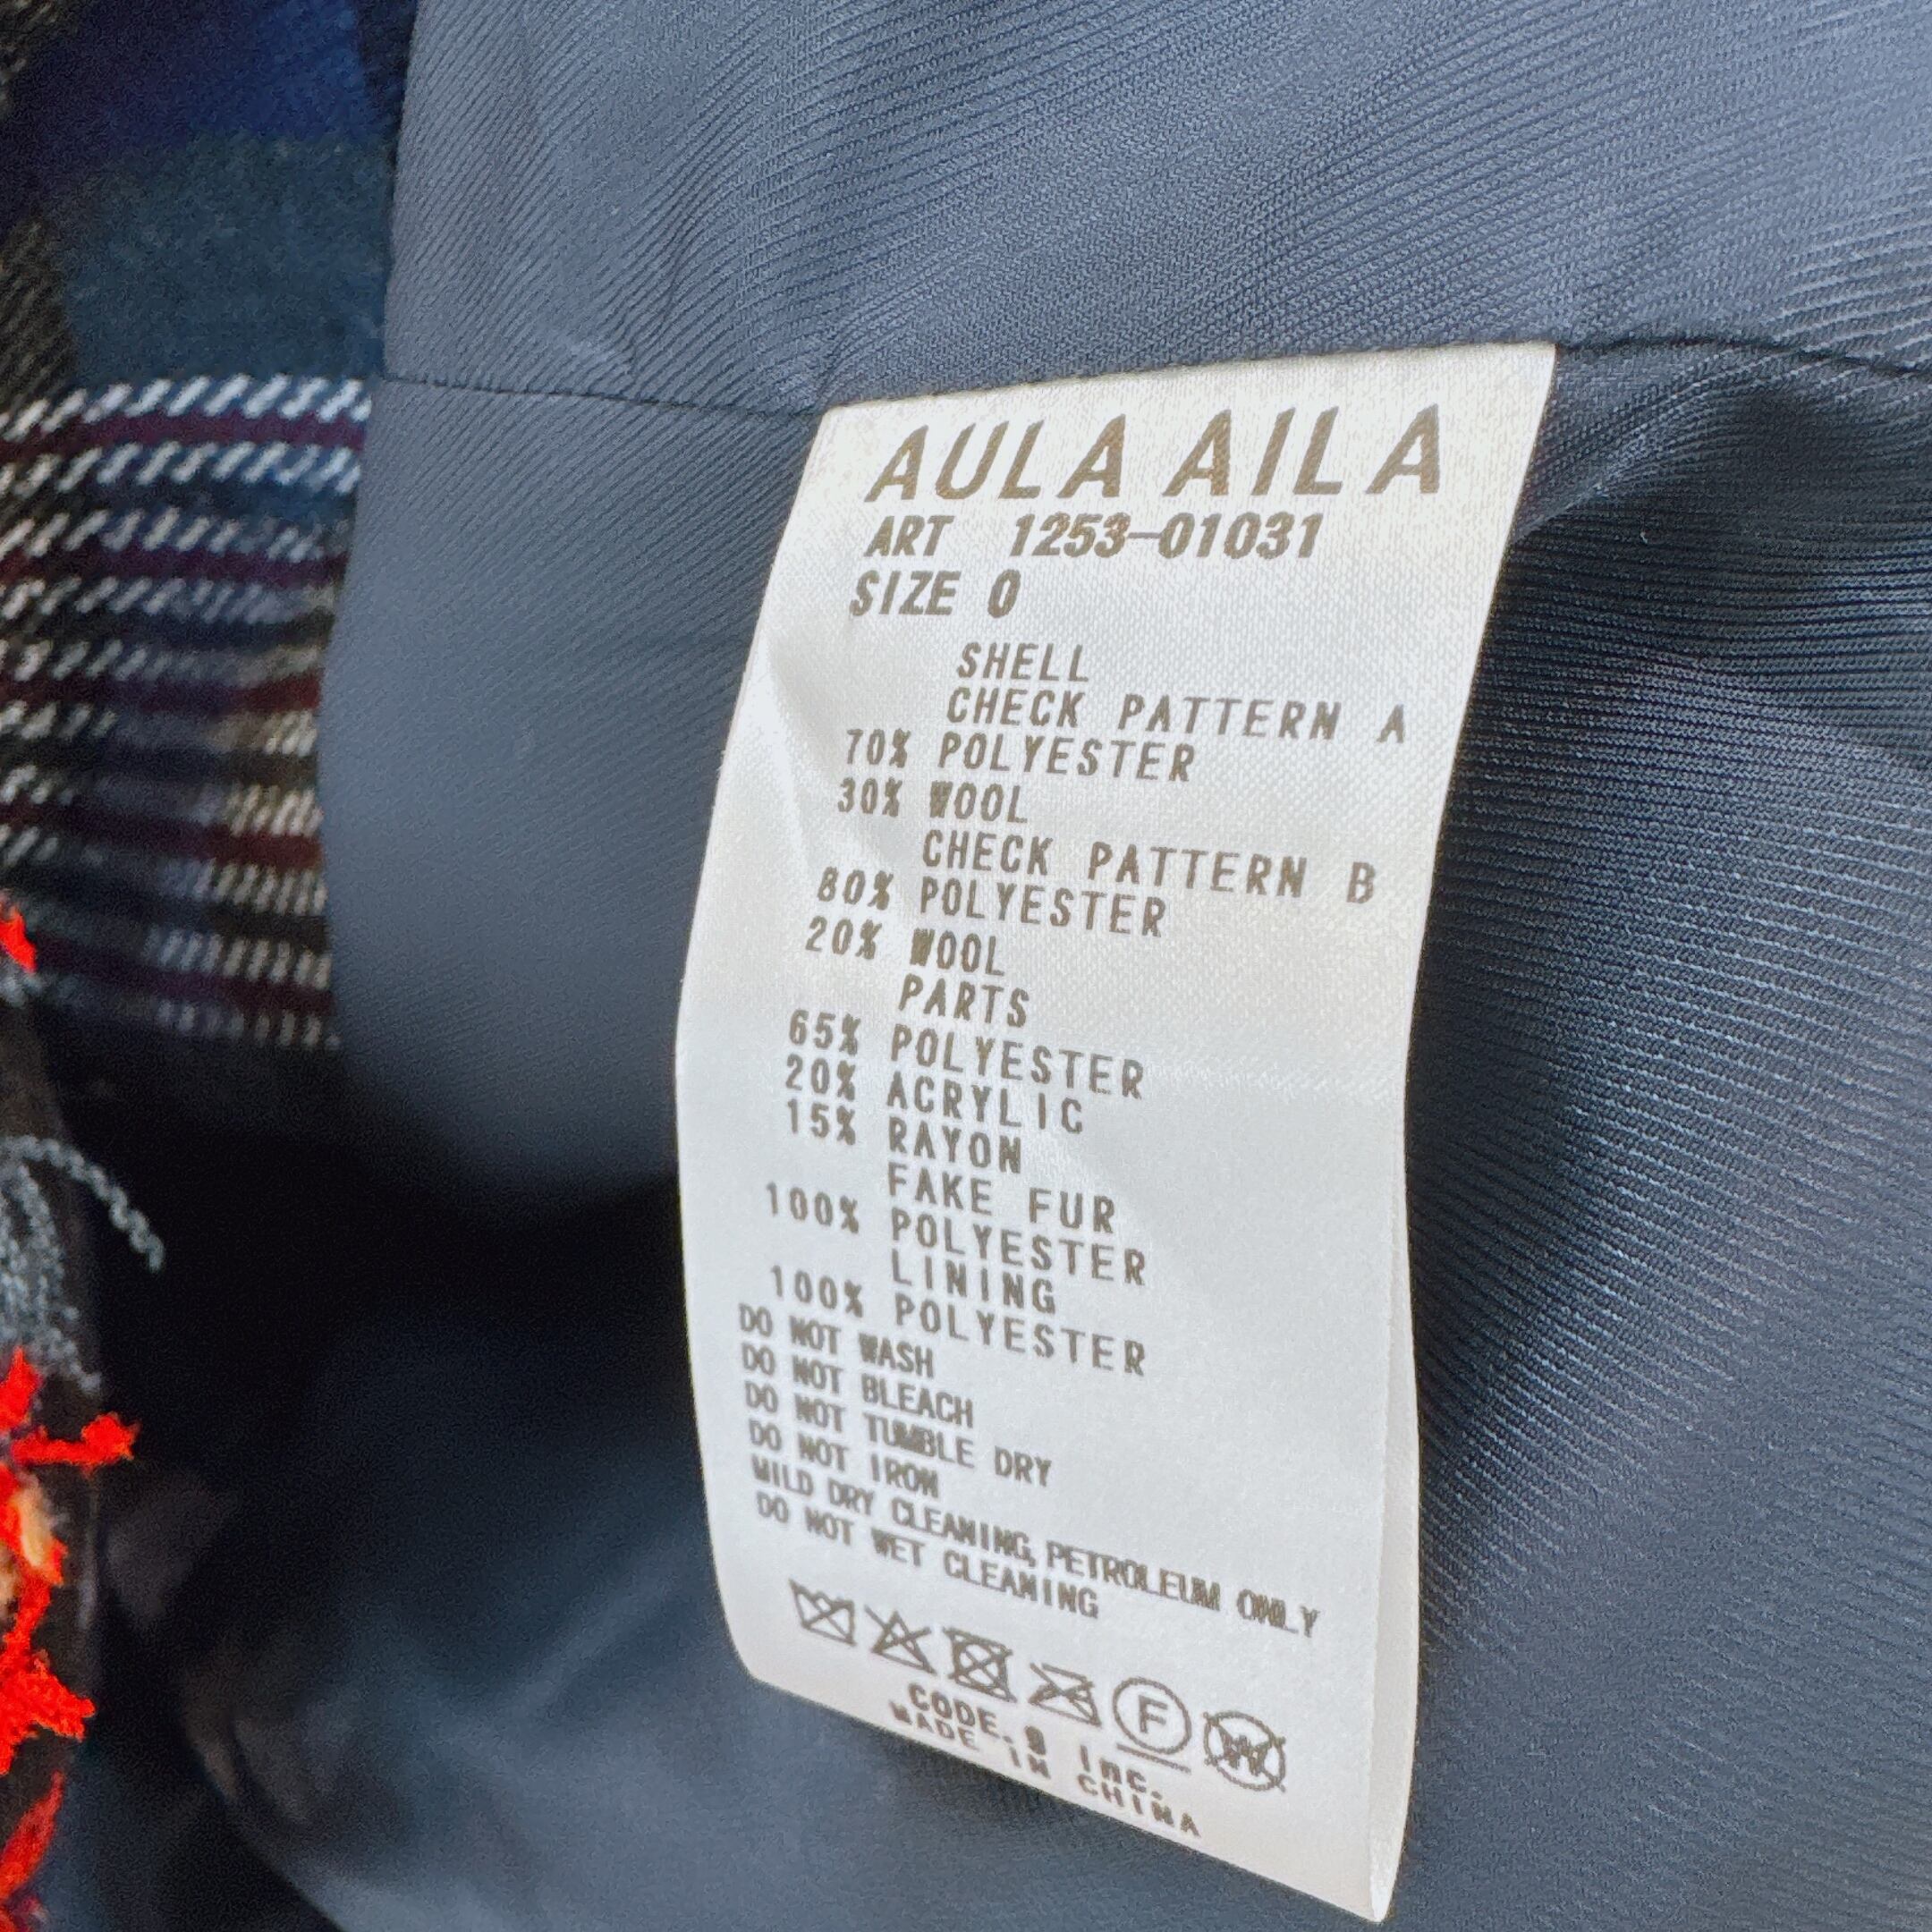 AULA AILA
ART 1253-01031
SIZE 0
SHELL
CHECK PATTERN A
70% POLYESTER
30% WOOL
CHECK PATTERN B
80% POLYESTER
20% WOOL
PARTS
65% POLYESTER
20% ACRYLIC
15% RAYON
FAKE FUR
100% POLYESTER
LINING
100% POLYESTER
DO NOT WASH
DO NOT BLEACH
DO NOT TUMBLE DRY
DO NOT IRON
MILD DRY CLEANING, PETROLEUM ONLY
DO NOT WET CLEANING
F W
CODE.9 Inc.
MADE IN CHINA